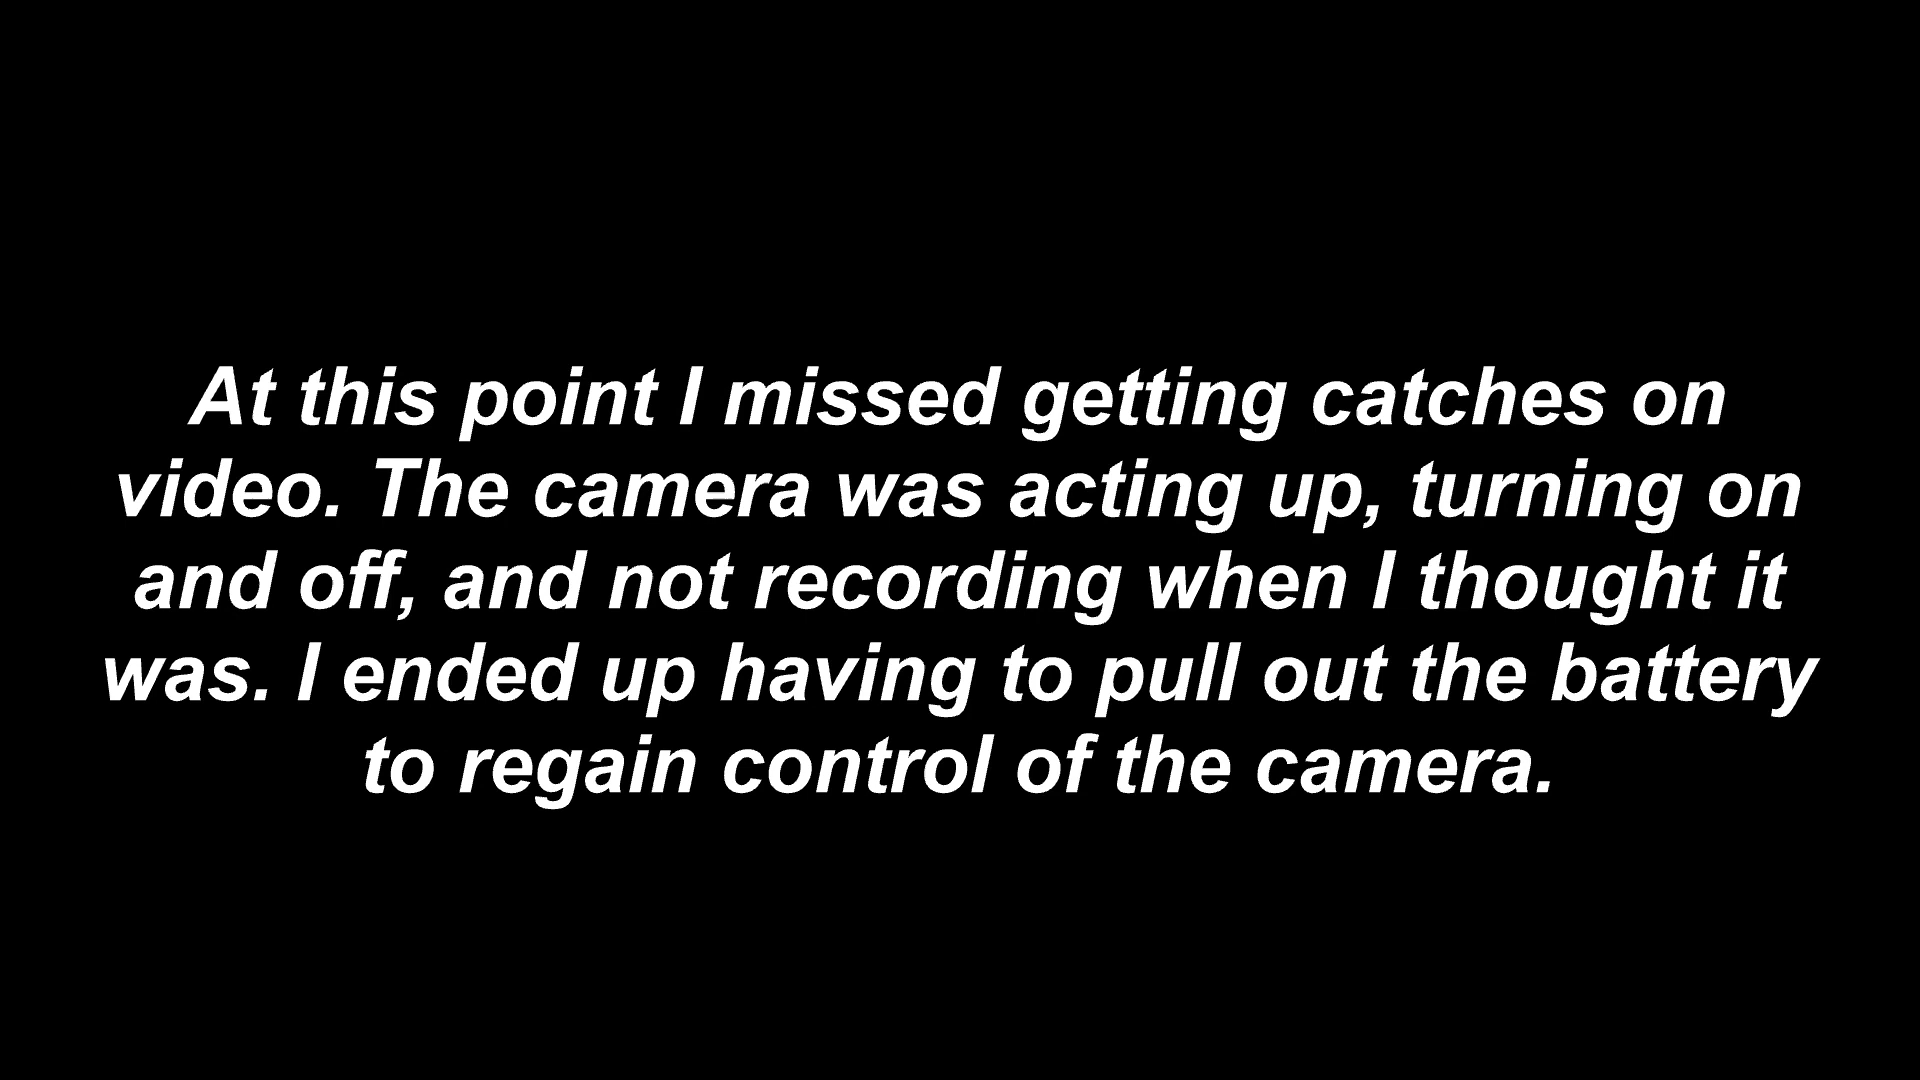 At this point I missed getting catches on
video. The camera was acting up, turning on
and off, and not recording when I thought it
was. I ended up having to pull out the battery
to regain control of the camera.